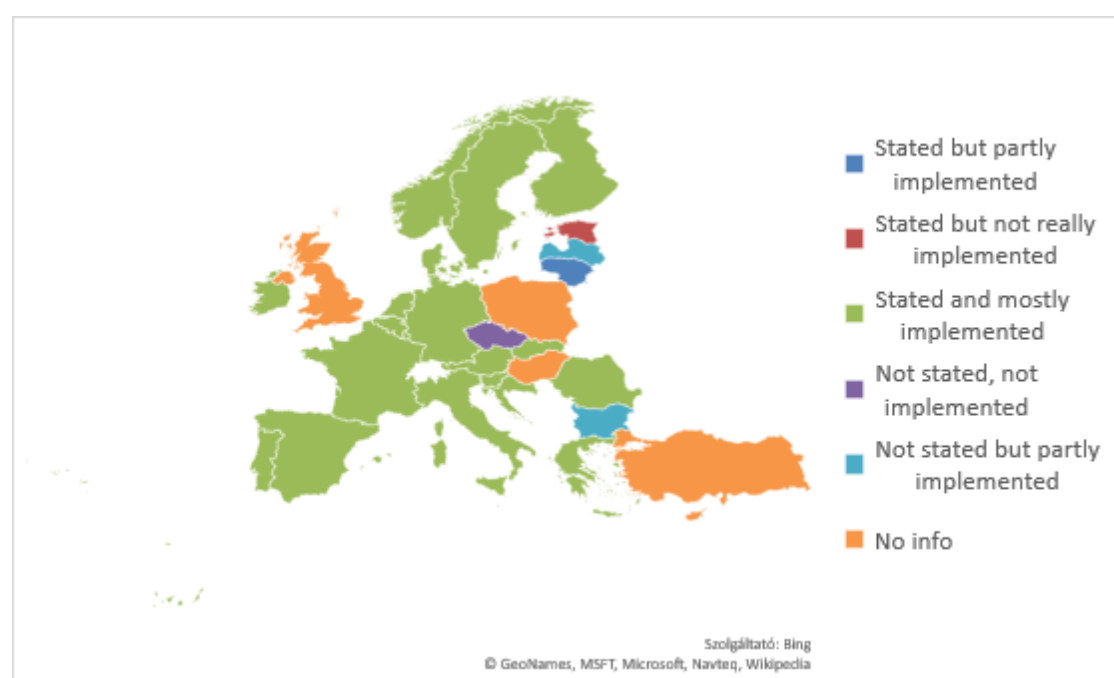 Stated but partly
implemented
Stated but not really
implemented
Stated and mostly
implemented
Not stated, not
implemented
Not stated but partly
implemented
No info
Szolgáltató: Bing
© GeoNames, MSFT, Microsoft, Navteq, Wikipedia